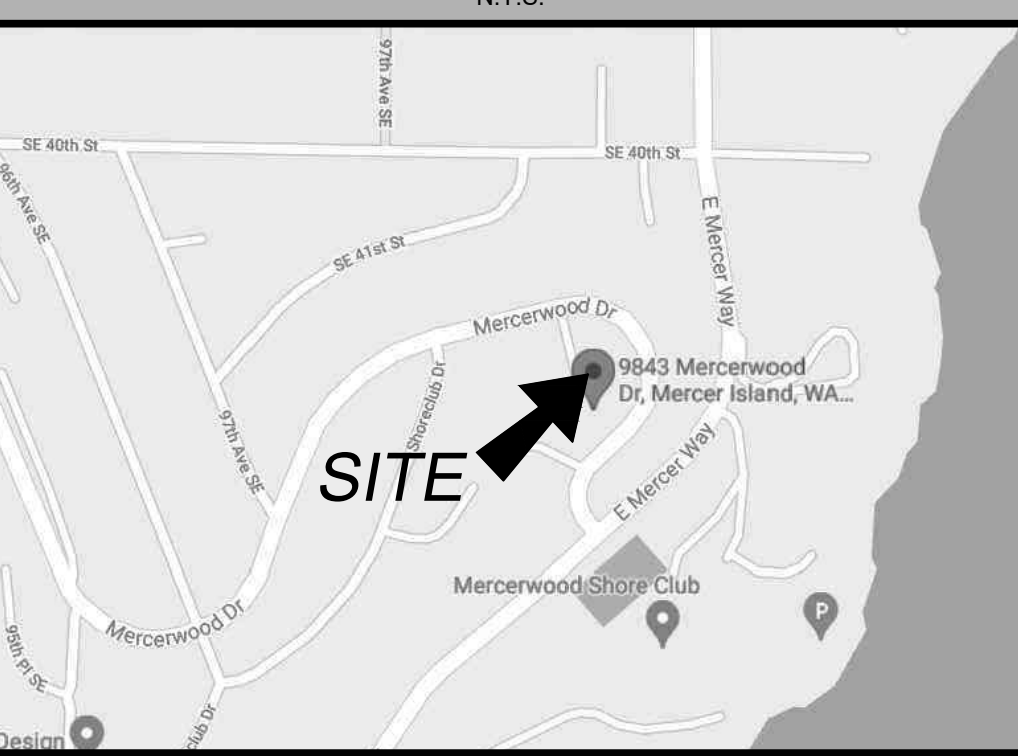 N.T.S.
97th Ave SE
SE 40th St
SE 40th St
96th Ave SE
E Mercer Way
SE 41st St
Mercerwood Dr
9843 Mercerwood
Dr, Mercer Island, WA...
Shoreclub Dr
97th Ave SE
SITE
E Mercer Way
Mercerwood Shore Club
P
Mercerwood Dr
95th Pl SE
club Dr
Design